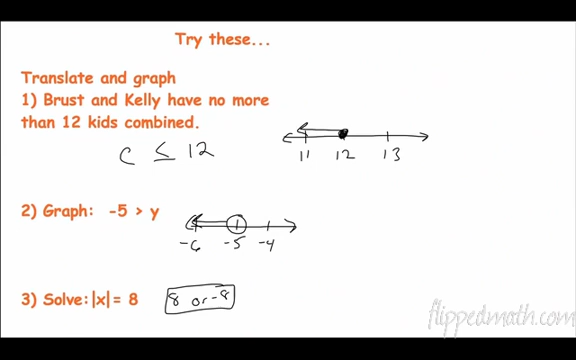 Try these...
Translate and graph
1) Brust and Kelly have no more
than 12 kids combined.
c ≤ 12
11 12 13
2) Graph: -5 > y
-6 -5 -4
3) Solve: |x| = 8
8 or -8
flippedmath.com